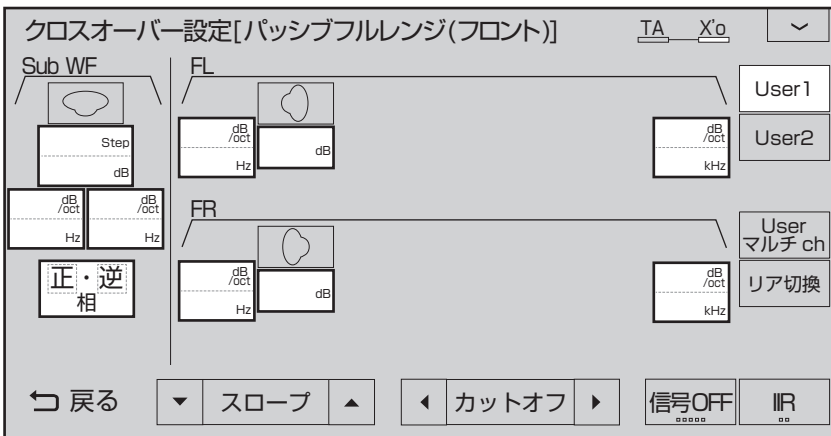 クロスオーバー設定[パッシブフルレンジ(フロント)]
TA X'o
Sub WF
FL
User1
User2
Step
dB
dB/oct
Hz
dB/oct
Hz
dB/oct
Hz
dB
dB/oct
kHz
正・逆
相
FR
dB/oct
Hz
dB
dB/oct
kHz
User
マルチ ch
リア切換
戻る
スロープ
カットオフ
信号OFF
IIR